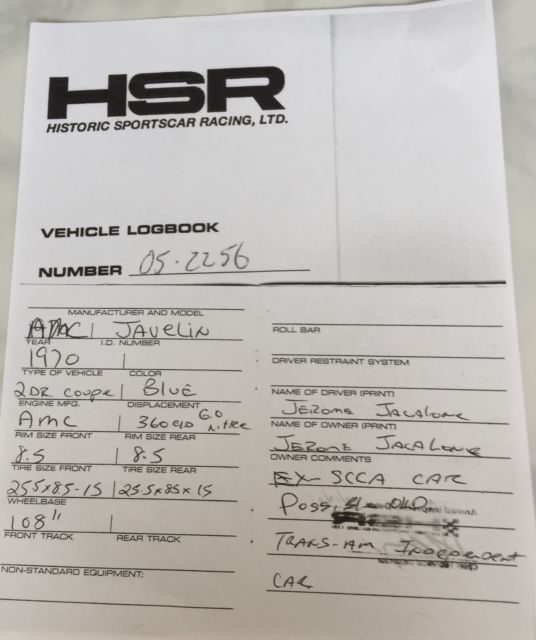 HSR
HISTORIC SPORTSCAR RACING, LTD.
VEHICLE LOGBOOK
NUMBER 05-2256
MANUFACTURER AND MODEL
AMC | JAVELIN
YEAR I.D. NUMBER
1970
TYPE OF VEHICLE COLOR
2DR COUPE BLUE
ENGINE MFG. DISPLACEMENT
AMC 360 CID 6.0
RIM SIZE FRONT RIM SIZE REAR
8.5 8.5
TIRE SIZE FRONT TIRE SIZE REAR
255x85-15 25.5x85x15
WHEELBASE
108"
FRONT TRACK REAR TRACK
NON-STANDARD EQUIPMENT:
ROLL BAR
DRIVER RESTRAINT SYSTEM
NAME OF DRIVER (PRINT)
JEROME JACALONE
NAME OF OWNER (PRINT)
JEROME JACALONE
OWNER COMMENTS
EX- SCCA CAR
Poss, OLD
TRANS-AM Independent
CAR